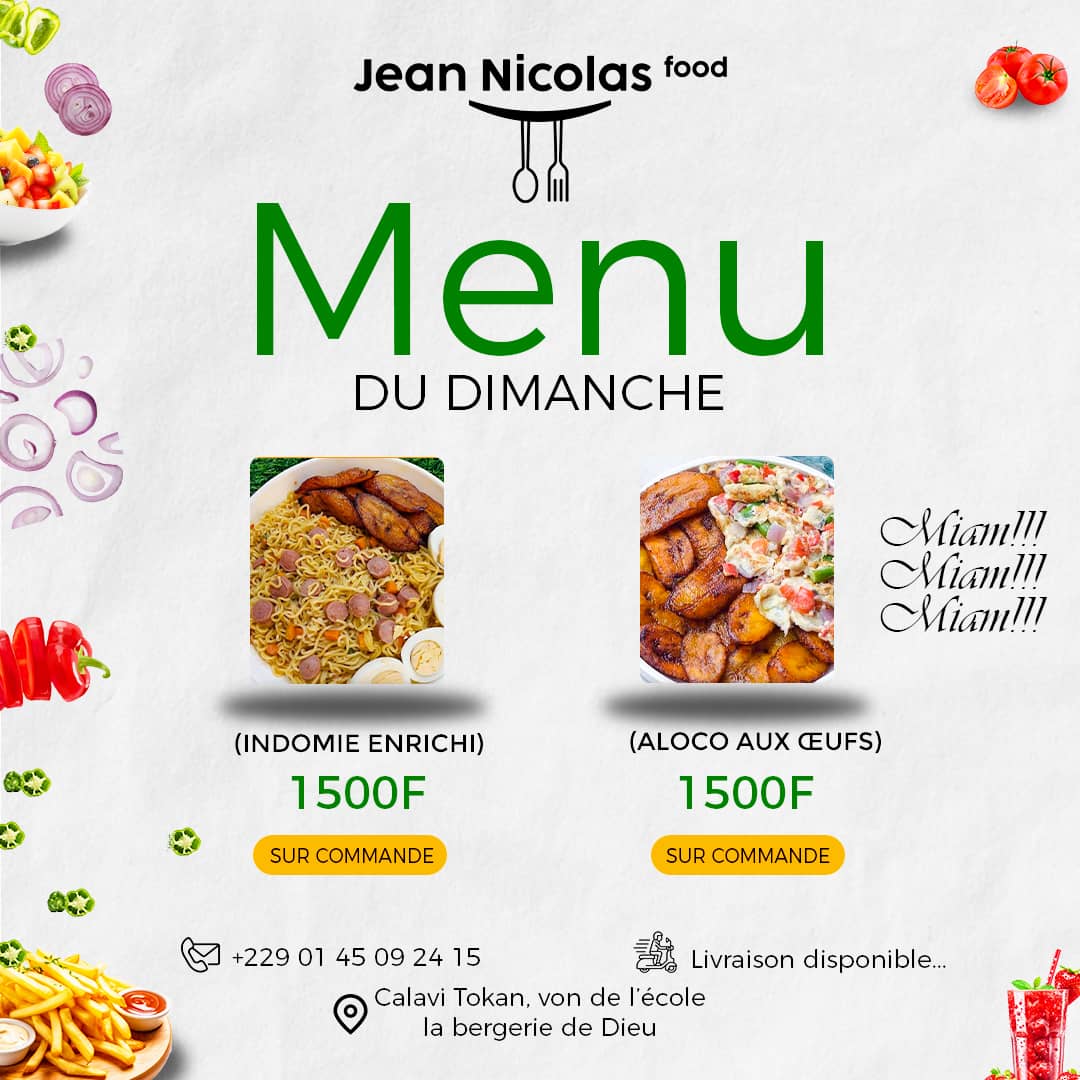 Jean Nicolas food
Menu
DU DIMANCHE
Miam!!!
Miam!!!
Miam!!!
(INDOMIE ENRICHI)
1500F
SUR COMMANDE
(ALOCO AUX ŒUFS)
1500F
SUR COMMANDE
+229 01 45 09 24 15
Livraison disponible...
Calavi Tokan, von de l'école
la bergerie de Dieu